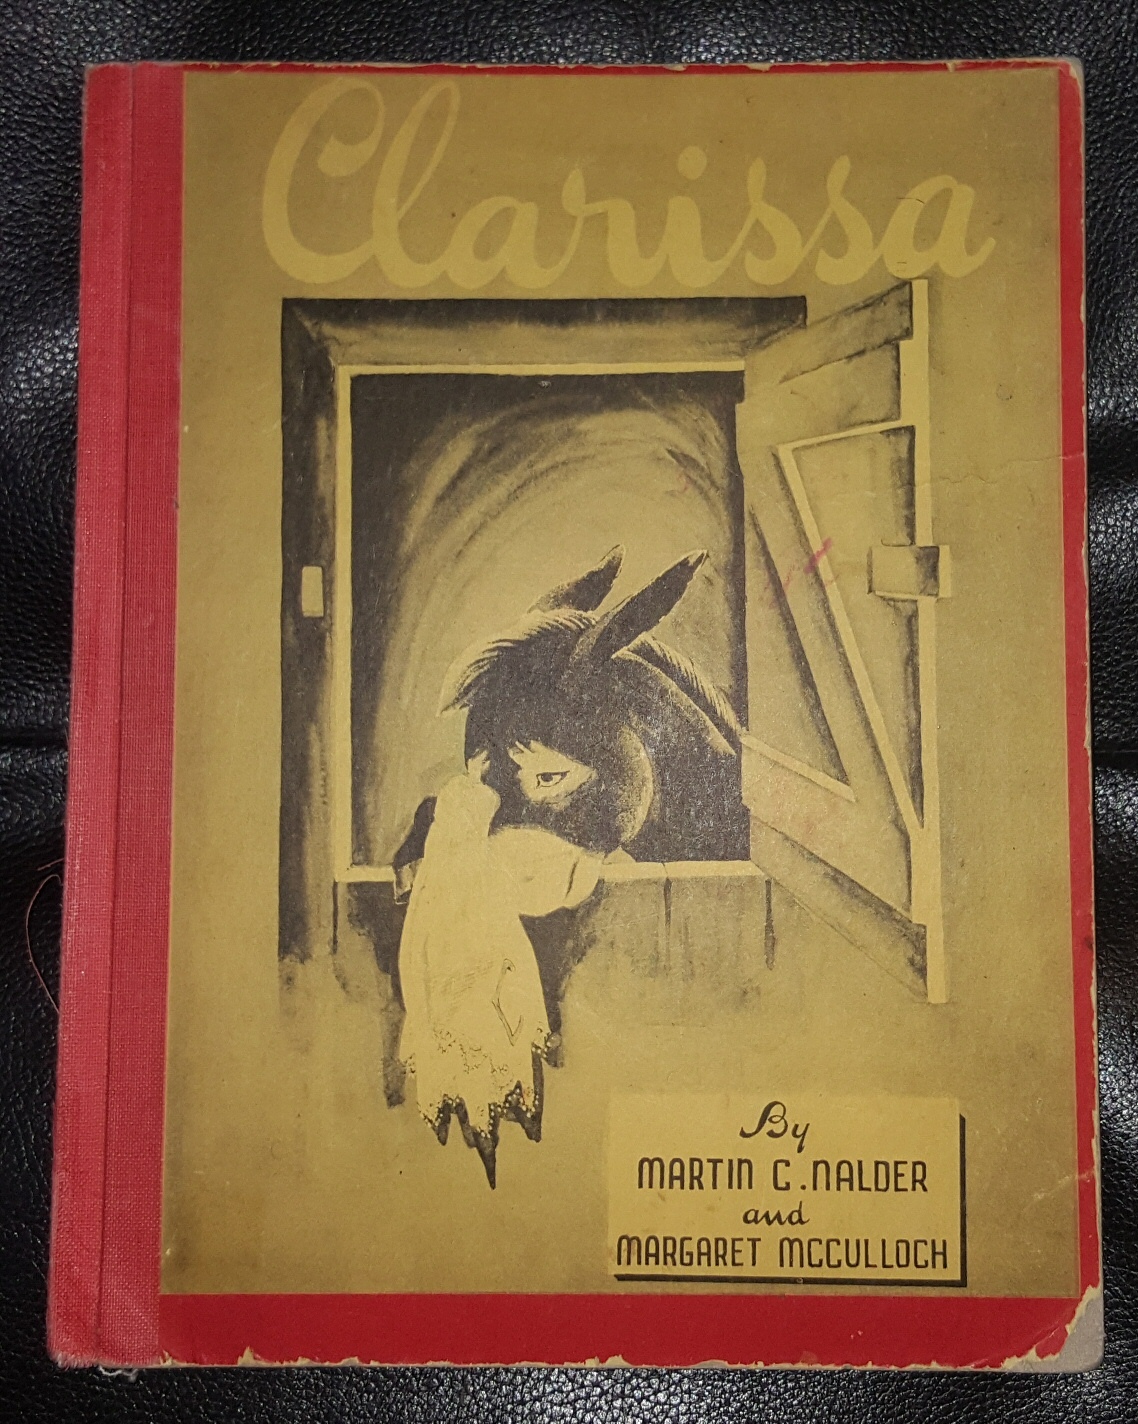 Clarissa
By
MARTIN C. NALDER
and
MARGARET MCCULLOCH